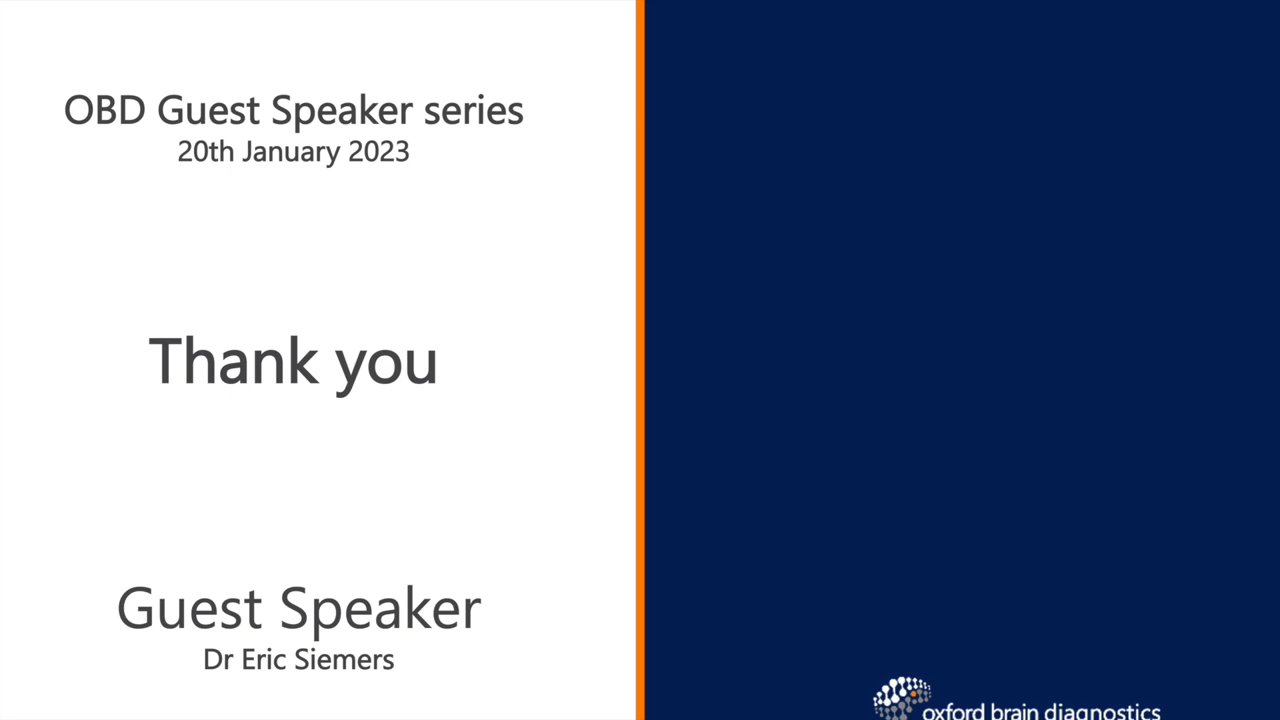 OBD Guest Speaker series
20th January 2023
Thank you
Guest Speaker
Dr Eric Siemers
oxford brain diagnostics